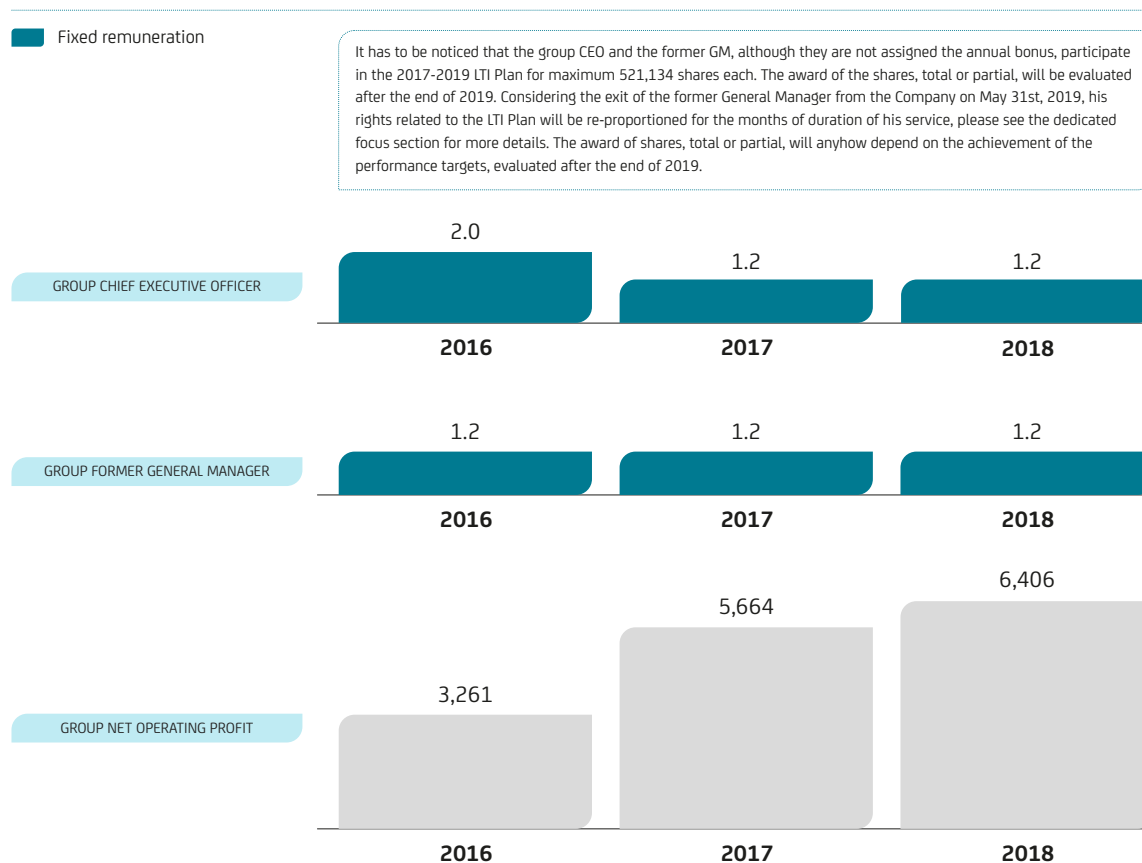 Fixed remuneration
It has to be noticed that the group CEO and the former GM, although they are not assigned the annual bonus, participate
in the 2017-2019 LTI Plan for maximum 521,134 shares each. The award of the shares, total or partial, will be evaluated
after the end of 2019. Considering the exit of the former General Manager from the Company on May 31st, 2019, his
rights related to the LTI Plan will be re-proportioned for the months of duration of his service, please see the dedicated
focus section for more details. The award of shares, total or partial, will anyhow depend on the achievement of the
performance targets, evaluated after the end of 2019.
2.0
1.2
1.2
GROUP CHIEF EXECUTIVE OFFICER
2016
2017
2018
1.2
1.2
1.2
GROUP FORMER GENERAL MANAGER
2016
2017
2018
3,261
5,664
6,406
GROUP NET OPERATING PROFIT
2016
2017
2018